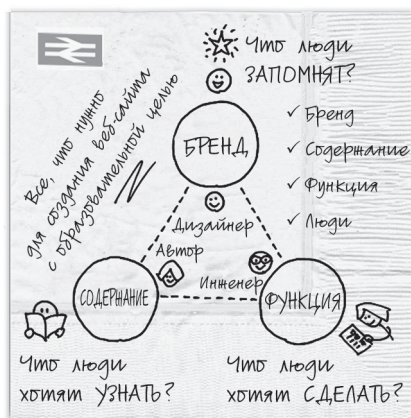 Что люди
ЗАПОМНЯТ?
Все, что нужно
для создания веб-сайта
с образовательной целью
БРЕНД
✓ Бренд
✓ Содержание
✓ Функция
✓ Люди
Дизайнер
Автор
Инженер
СОДЕРЖАНИЕ
ФУНКЦИЯ
Что люди
хотят УЗНАТЬ?
Что люди
хотят СДЕЛАТЬ?